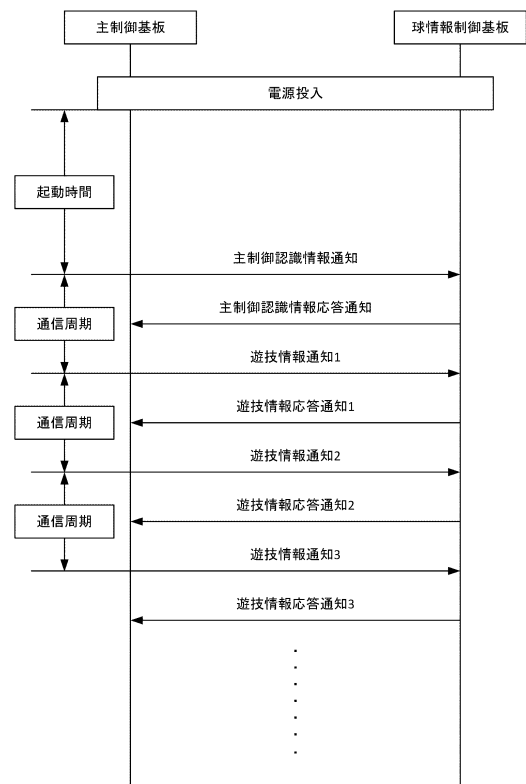 主制御基板
球情報制御基板
電源投入
起動時間
主制御認識情報通知
主制御認識情報応答通知
通信周期
遊技情報通知1
遊技情報応答通知1
通信周期
遊技情報通知2
遊技情報応答通知2
通信周期
遊技情報通知3
遊技情報応答通知3